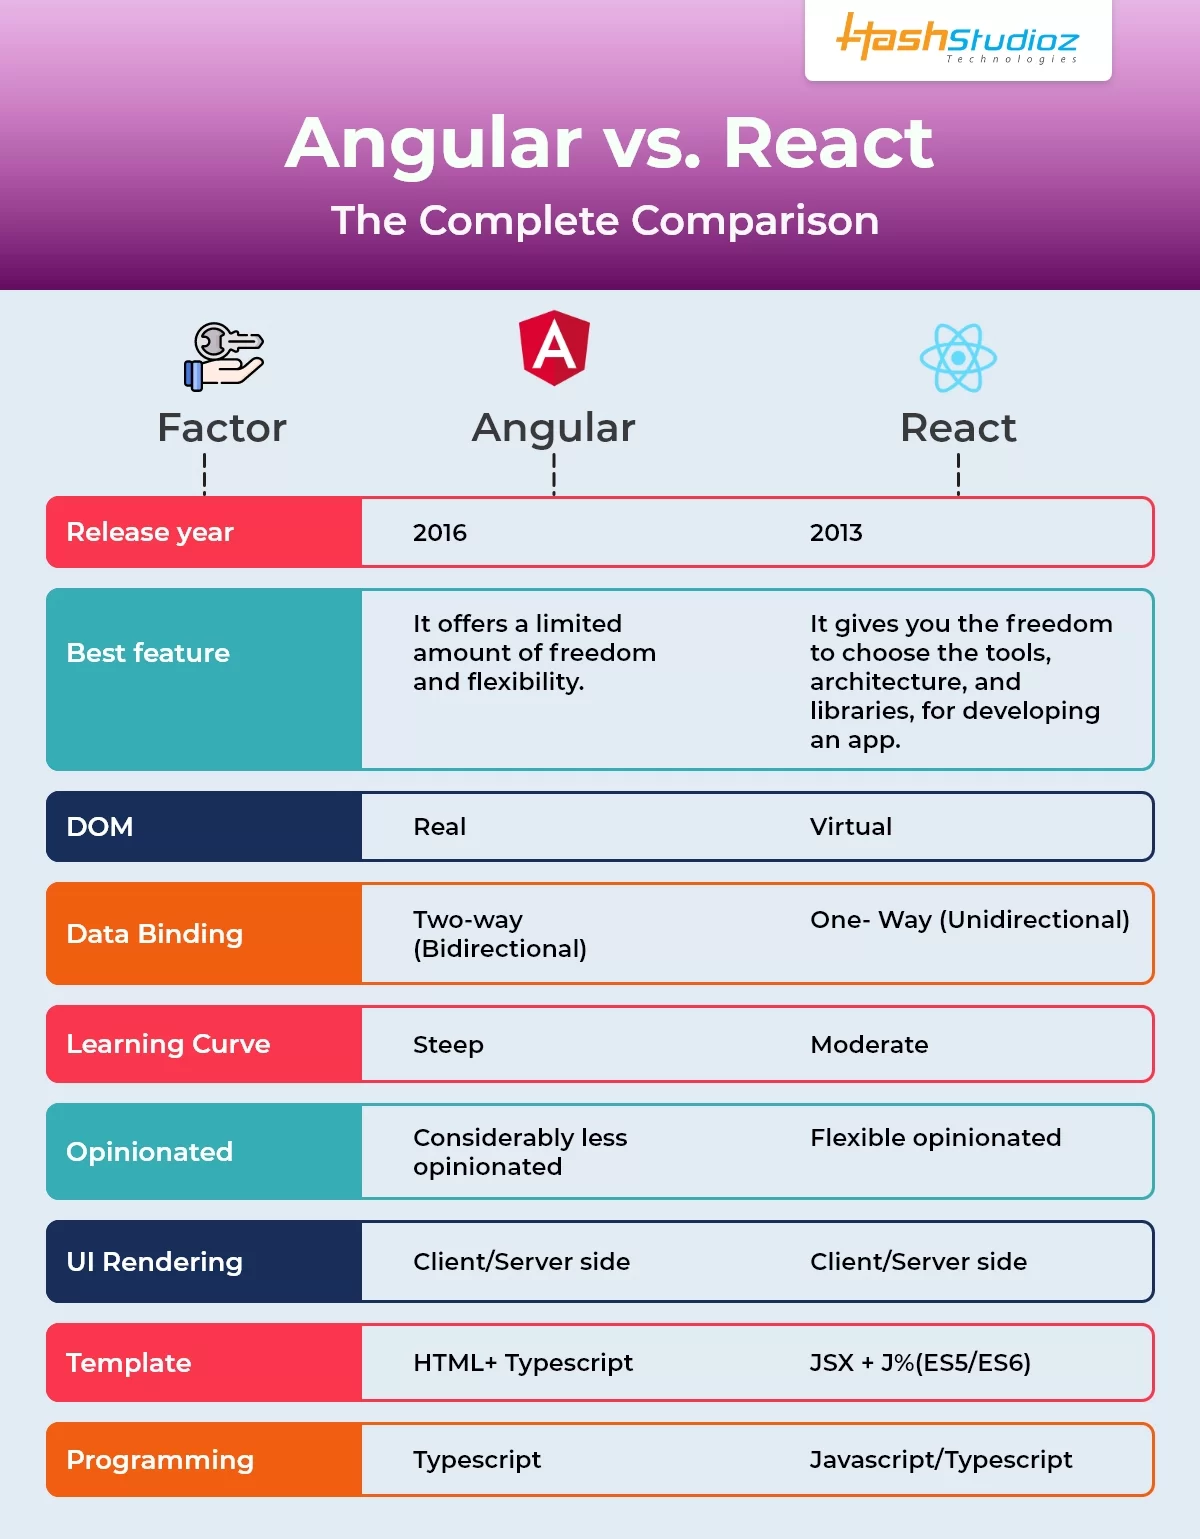 HashStudioz
Technologies
Angular vs. React
The Complete Comparison
Factor
Angular
React
Release year
2016
2013
Best feature
It offers a limited
amount of freedom
and flexibility.
It gives you the freedom
to choose the tools,
architecture, and
libraries, for developing
an app.
DOM
Real
Virtual
Data Binding
Two-way
(Bidirectional)
One- Way (Unidirectional)
Learning Curve
Steep
Moderate
Opinionated
Considerably less
opinionated
Flexible opinionated
UI Rendering
Client/Server side
Client/Server side
Template
HTML+ Typescript
JSX + J%(ES5/ES6)
Programming
Typescript
Javascript/Typescript